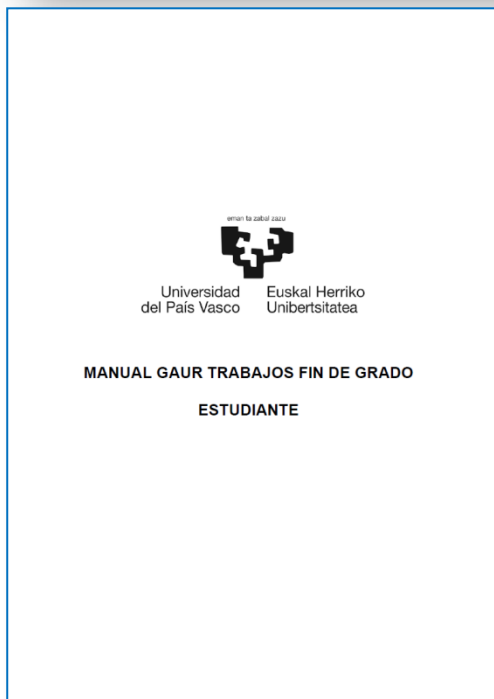 eman ta zabal zazu
Universidad Euskal Herriko
del País Vasco Unibertsitatea
MANUAL GAUR TRABAJOS FIN DE GRADO
ESTUDIANTE